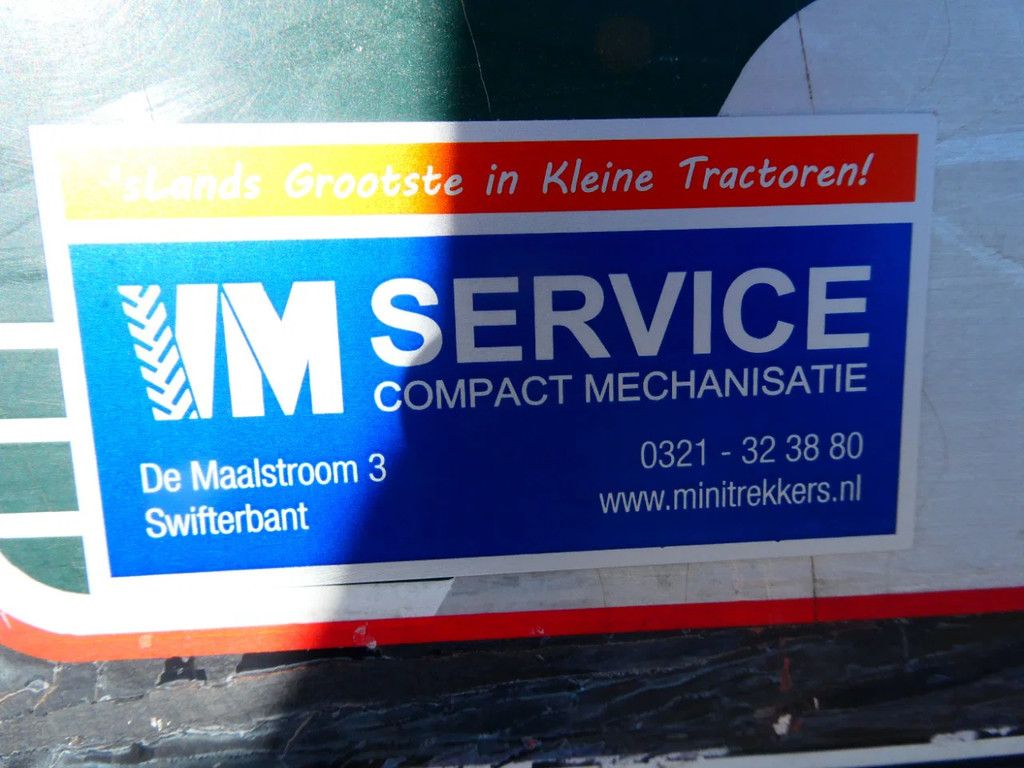 'sLands Grootste in Kleine Tractoren!
VM SERVICE
COMPACT MECHANISATIE
De Maalstroom 3
Swifterbant
0321 - 32 38 80
www.minitrekkers.nl